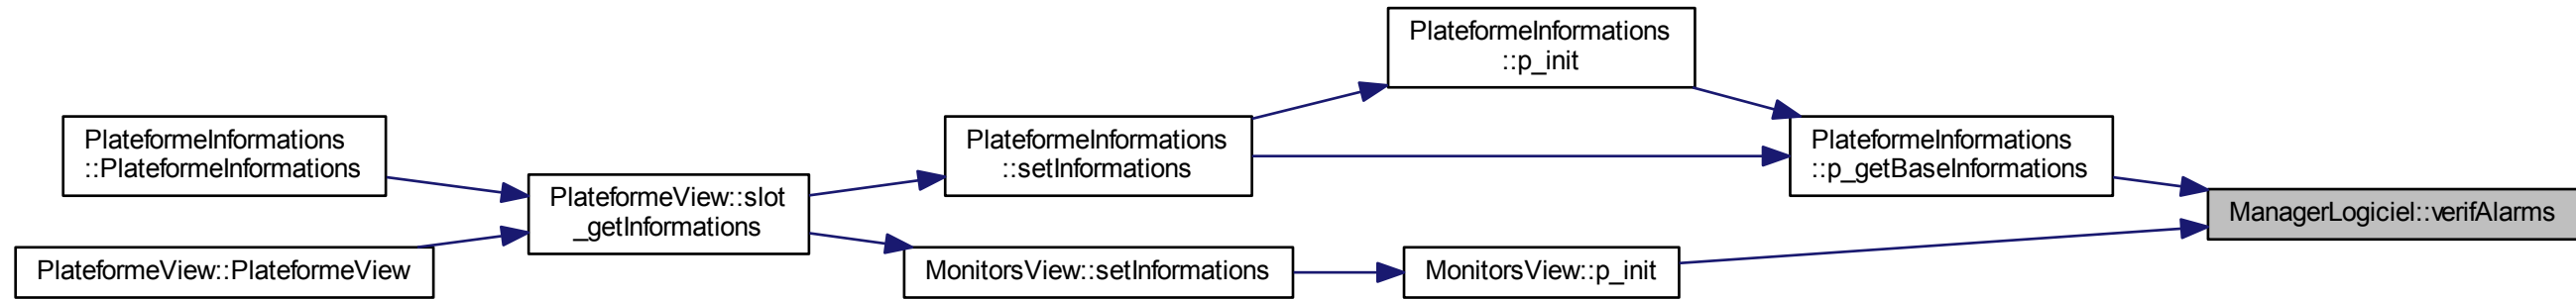 PlateformeInformations
::PlateformeInformations
PlateformeView::PlateformeView
PlateformeView::slot
_getInformations
PlateformeInformations
::setInformations
MonitorsView::setInformations
PlateformeInformations
::p_init
MonitorsView::p_init
PlateformeInformations
::p_getBaseInformations
ManagerLogiciel::verifAlarms